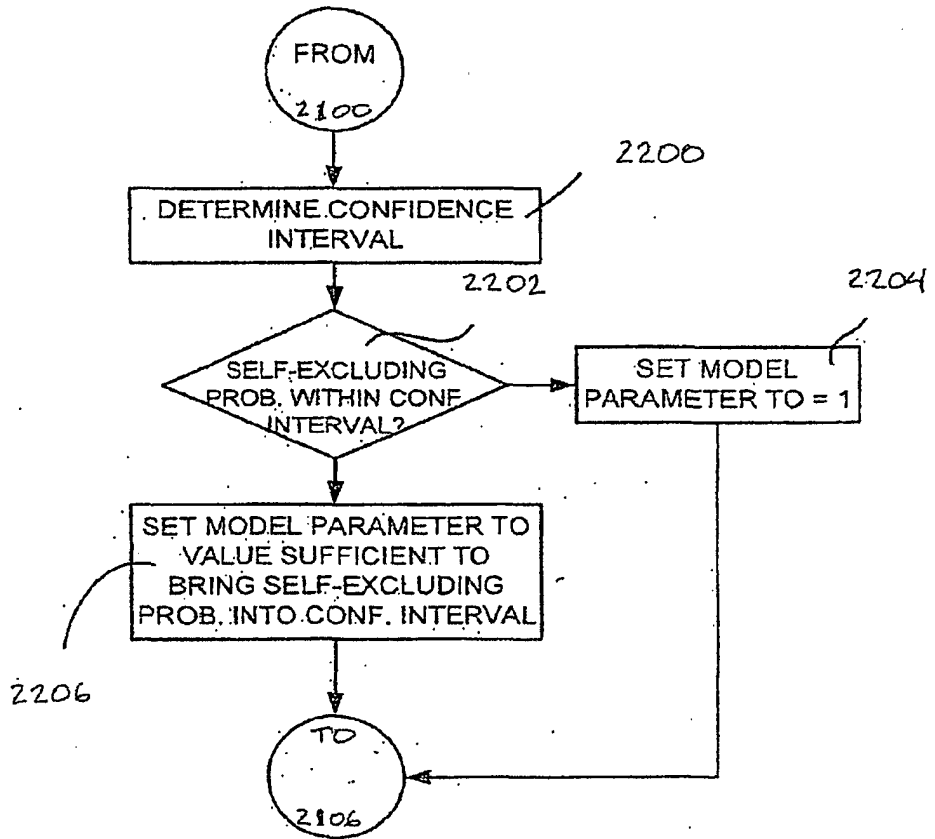 FROM
2100
2200
DETERMINE CONFIDENCE
INTERVAL
2202
2204
SELF-EXCLUDING
PROB. WITHIN CONF
INTERVAL?
SET MODEL
PARAMETER TO = 1
SET MODEL PARAMETER TO
VALUE SUFFICIENT TO
BRING SELF-EXCLUDING
PROB. INTO CONF. INTERVAL
2206
TO
2106